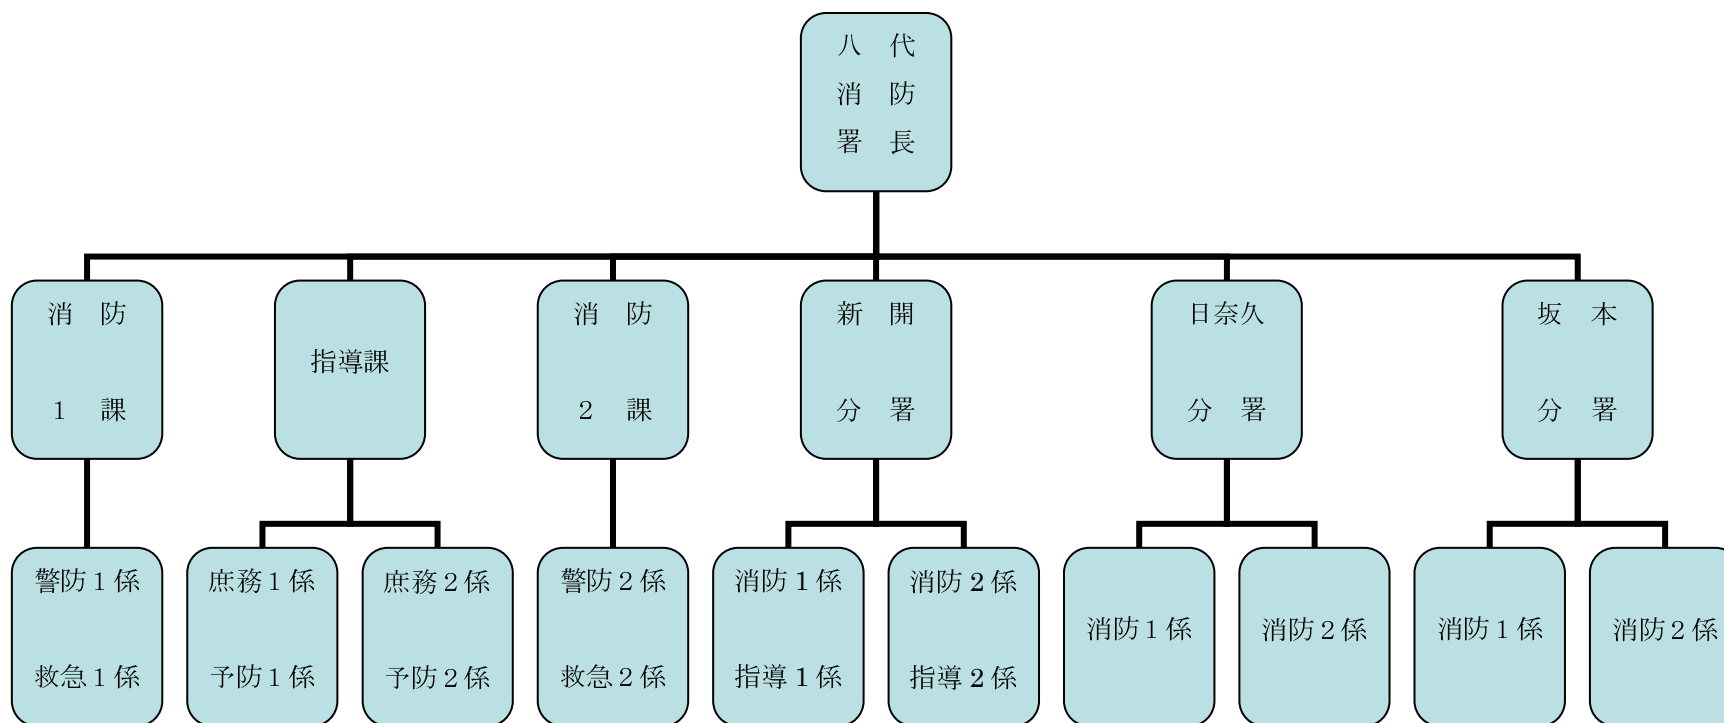 八　代
消　防
署　長
消　防
１　課
指導課
消　防
２　課
新　開
分　署
日奈久
分　署
坂　本
分　署
警防１係
救急１係
庶務１係
予防１係
庶務２係
予防２係
警防２係
救急２係
消防１係
指導１係
消防２係
指導２係
消防１係
消防２係
消防１係
消防２係